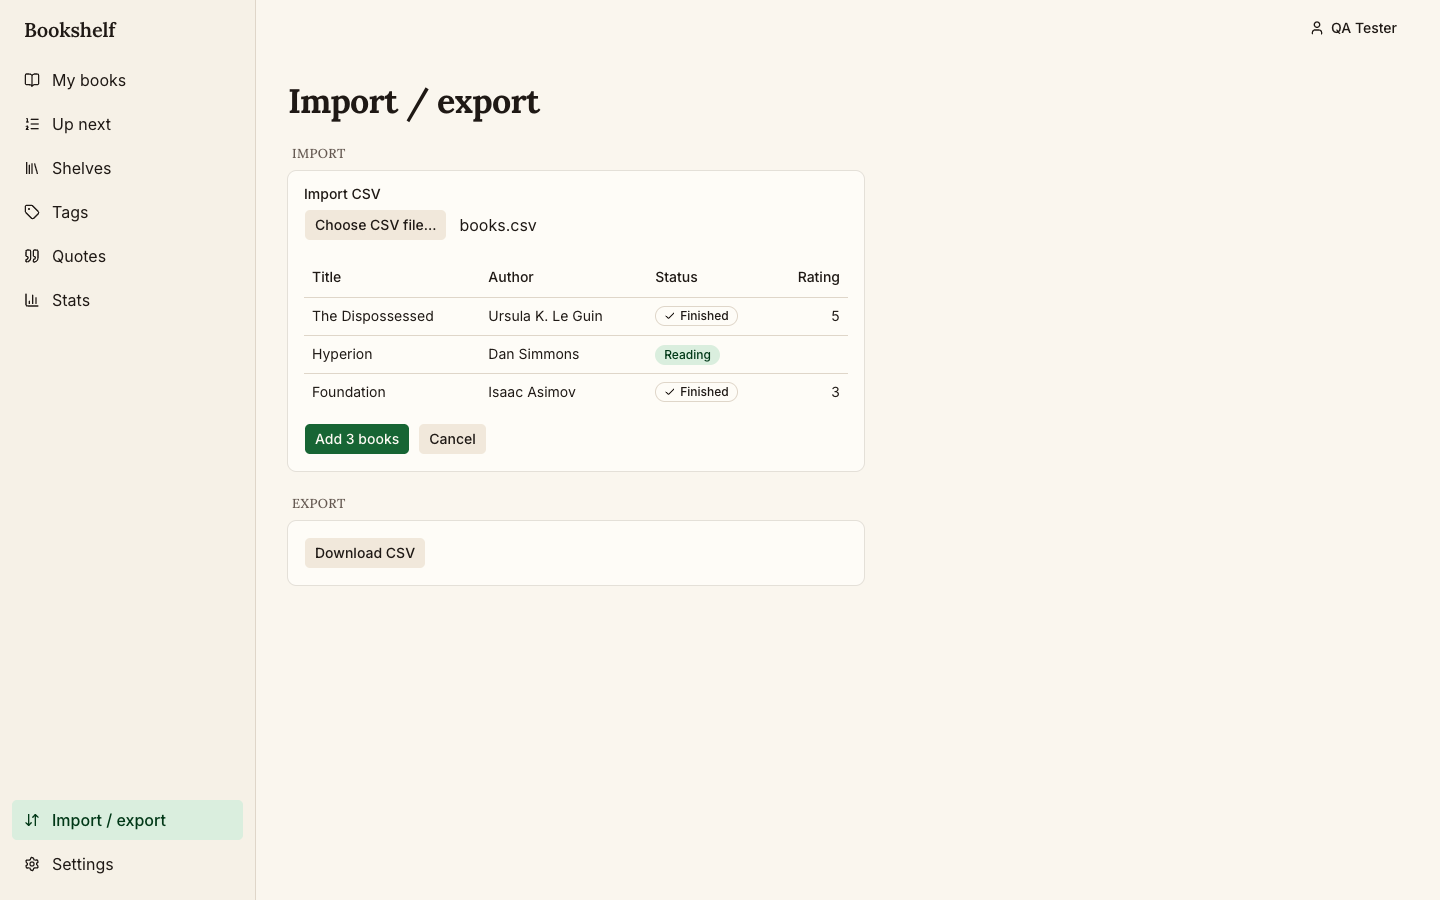 Bookshelf
QA Tester
My books
Up next
Shelves
Tags
Quotes
Stats
Import / export
Settings
Import / export
IMPORT
Import CSV
Choose CSV file... books.csv
Title Author Status Rating
The Dispossessed Ursula K. Le Guin Finished 5
Hyperion Dan Simmons Reading
Foundation Isaac Asimov Finished 3
Add 3 books Cancel
EXPORT
Download CSV